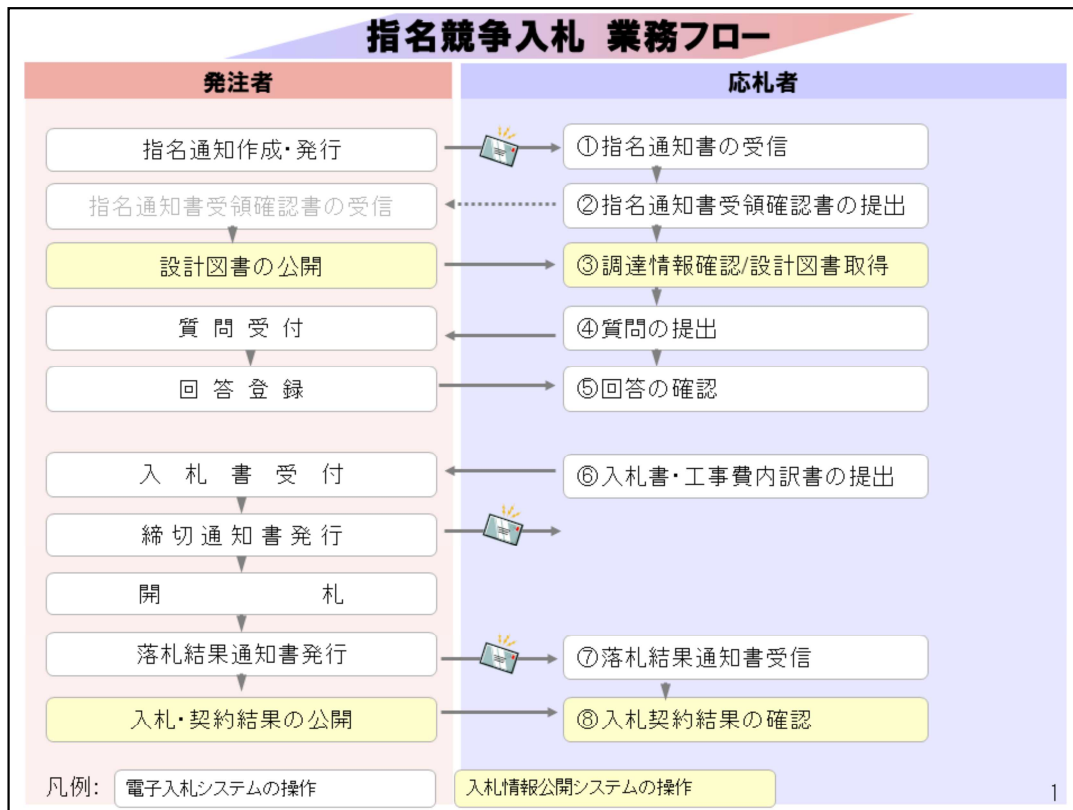 指名競争入札 業務フロー
発注者
応札者
指名通知作成・発行
①指名通知書の受信
指名通知書受領確認書の受信
②指名通知書受領確認書の提出
設計図書の公開
③調達情報確認/設計図書取得
質問受付
④質問の提出
回答登録
⑤回答の確認
入札書受付
⑥入札書・工事費内訳書の提出
締切通知書発行
開札
落札結果通知書発行
⑦落札結果通知書受信
入札・契約結果の公開
⑧入札契約結果の確認
凡例:
電子入札システムの操作
入札情報公開システムの操作
1